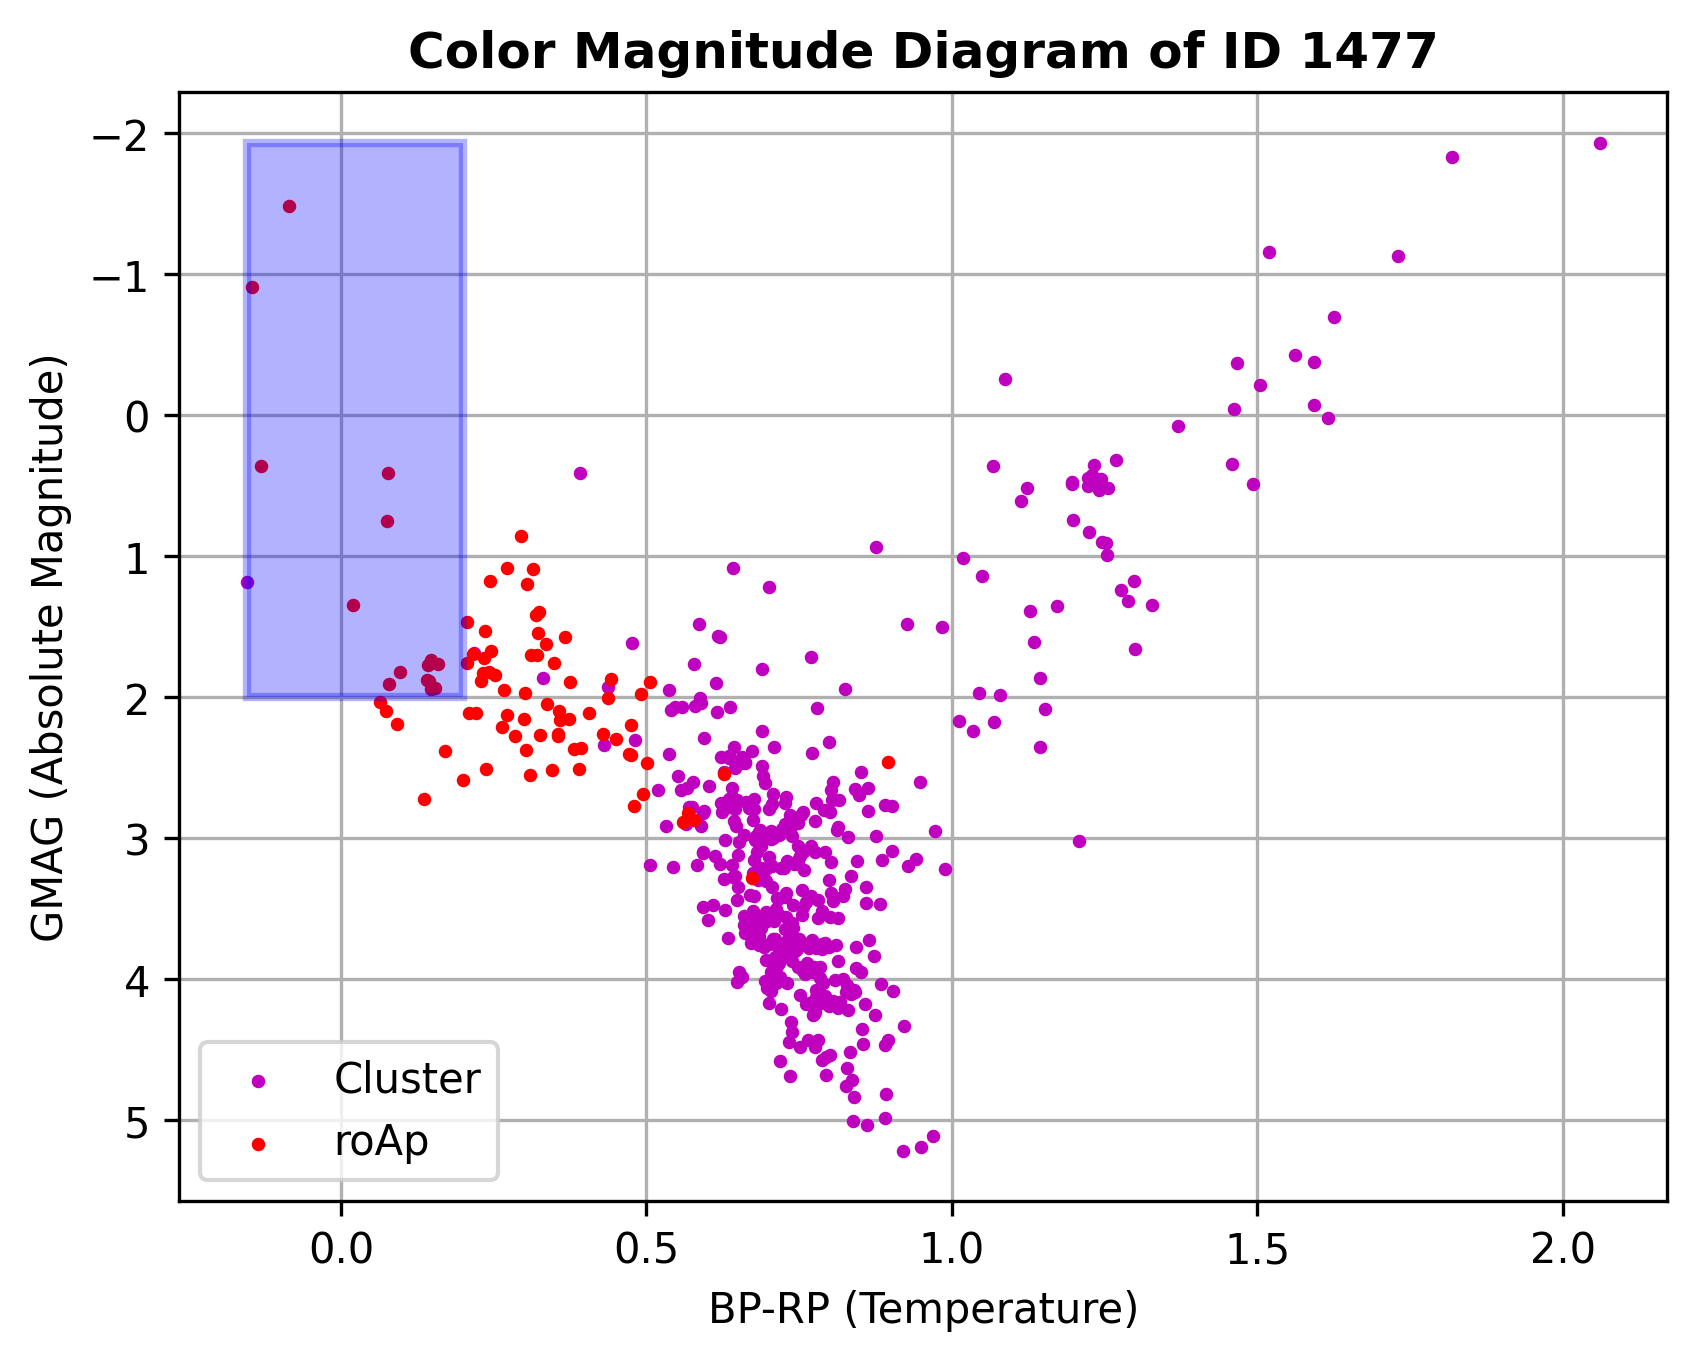 Color Magnitude Diagram of ID 1477
GMAG (Absolute Magnitude)
−2
−1
0
1
2
3
4
5
Cluster
roAp
0.0 0.5 1.0 1.5 2.0
BP-RP (Temperature)